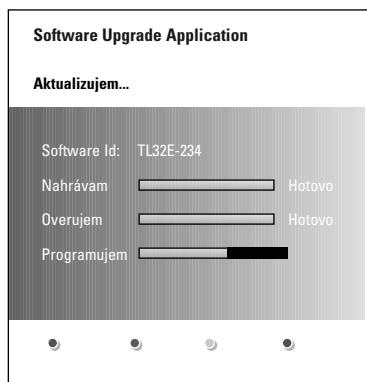 Software Upgrade Application
Aktualizujem...
Software Id: TL32E-234
Nahrávam Hotovo
Overujem Hotovo
Programujem